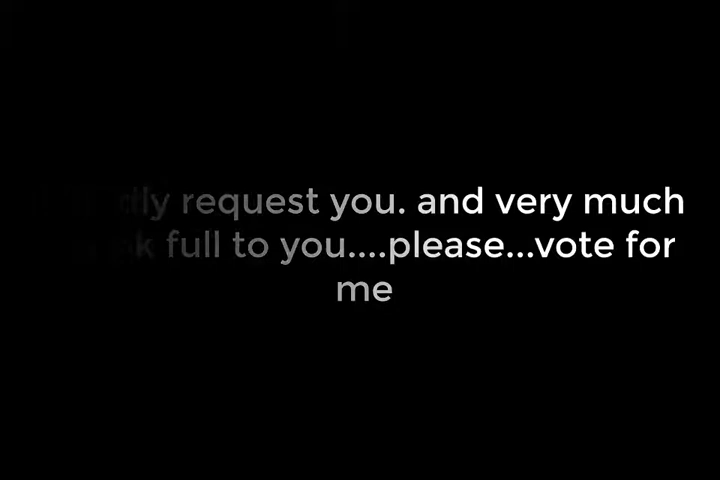 request you. and very much
full to you....please...vote for
me